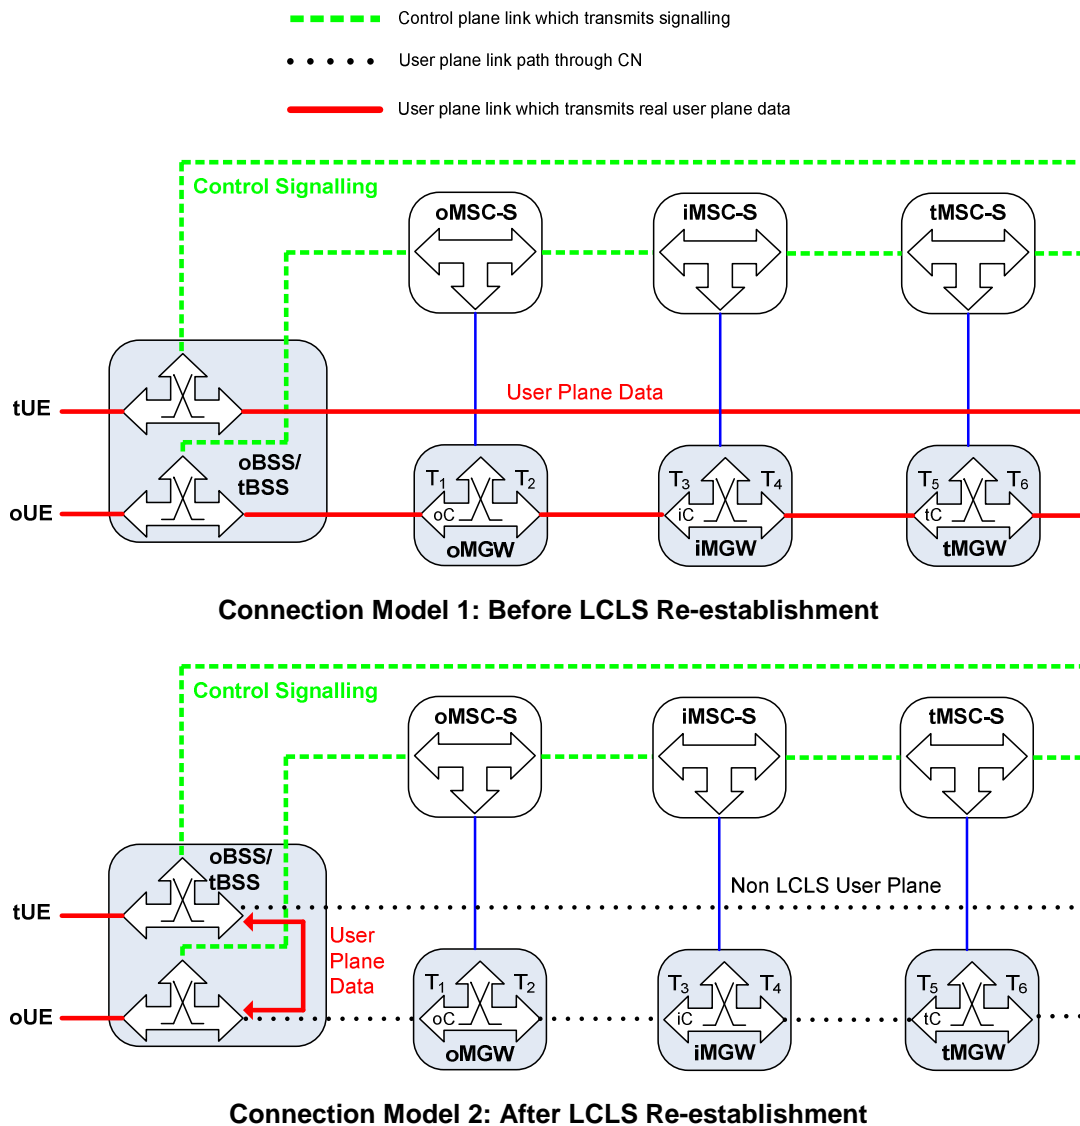 Control plane link which transmits signalling
User plane link path through CN
User plane link which transmits real user plane data
Control Signalling
oMSC-S
iMSC-S
tMSC-S
tUE
User Plane Data
oBSS/
tBSS
oUE
T1
T2
oC
oMGW
T3
T4
iC
iMGW
T5
T6
tC
tMGW
Connection Model 1: Before LCLS Re-establishment
Control Signalling
oMSC-S
iMSC-S
tMSC-S
oBSS/
tBSS
tUE
Non LCLS User Plane
User
Plane
Data
oUE
T1
T2
oC
oMGW
T3
T4
iC
iMGW
T5
T6
tC
tMGW
Connection Model 2: After LCLS Re-establishment